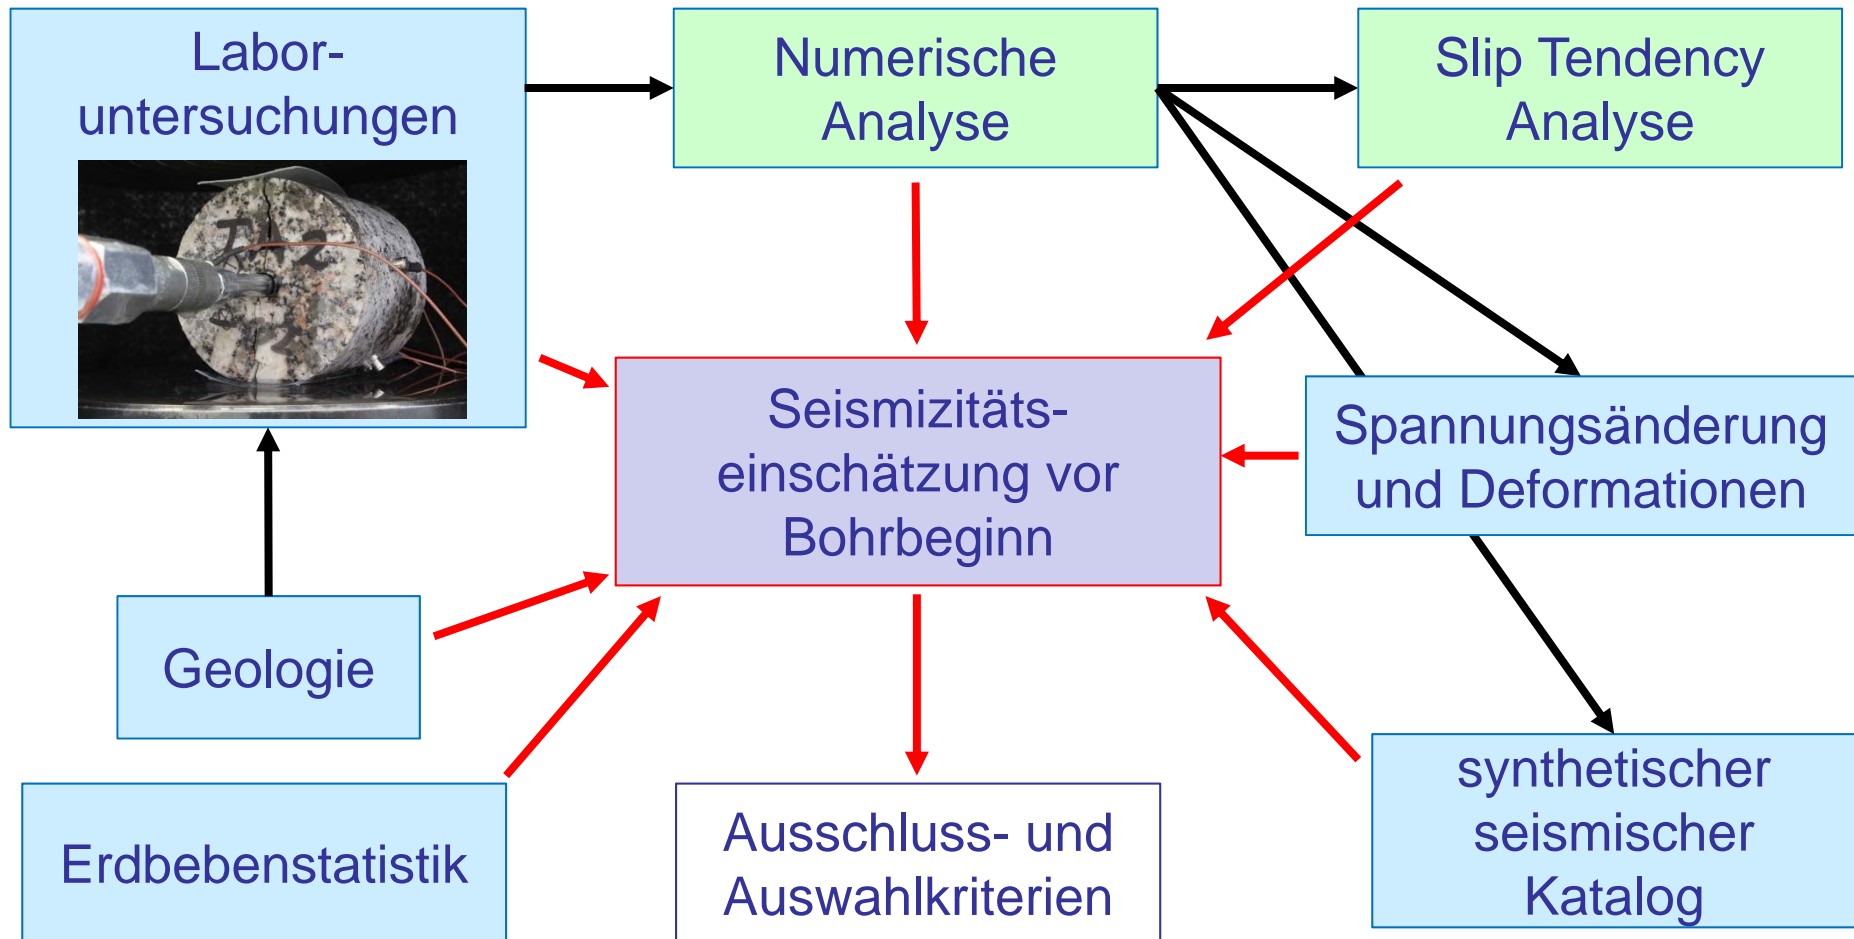 Labor-
untersuchungen
Numerische
Analyse
Slip Tendency
Analyse
Seismizitäts-
einschätzung vor
Bohrbeginn
Spannungsänderung
und Deformationen
Geologie
Erdbebenstatistik
Ausschluss- und
Auswahlkriterien
synthetischer
seismischer
Katalog